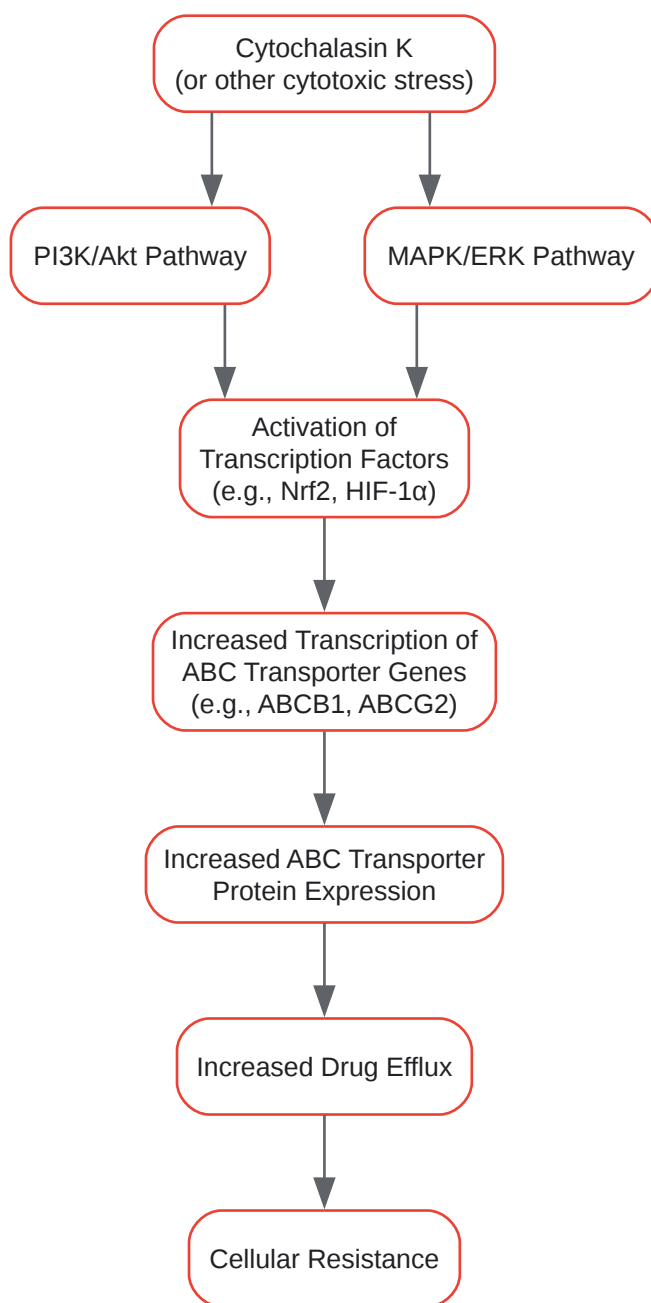 Cytochalasin K
(or other cytotoxic stress)
PI3K/Akt Pathway
MAPK/ERK Pathway
Activation of
Transcription Factors
(e.g., Nrf2, HIF-1α)
Increased Transcription of
ABC Transporter Genes
(e.g., ABCB1, ABCG2)
Increased ABC Transporter
Protein Expression
Increased Drug Efflux
Cellular Resistance